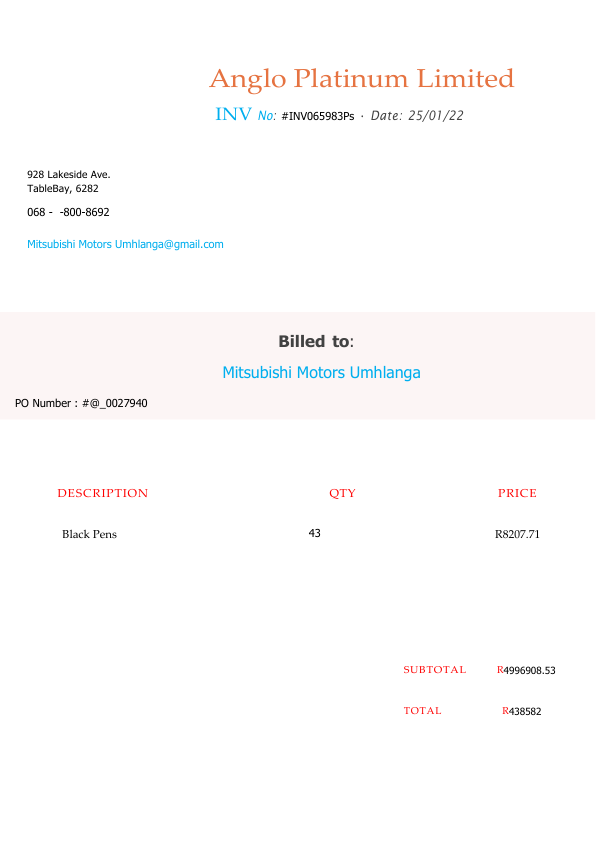 Anglo Platinum Limited
INV No: #INV065983Ps · Date: 25/01/22
928 Lakeside Ave.
TableBay, 6282
068 -  -800-8692
Mitsubishi Motors Umhlanga@gmail.com
Billed to:
Mitsubishi Motors Umhlanga
PO Number : #@_0027940
DESCRIPTION QTY PRICE
Black Pens 43 R8207.71
SUBTOTAL R4996908.53
TOTAL R438582